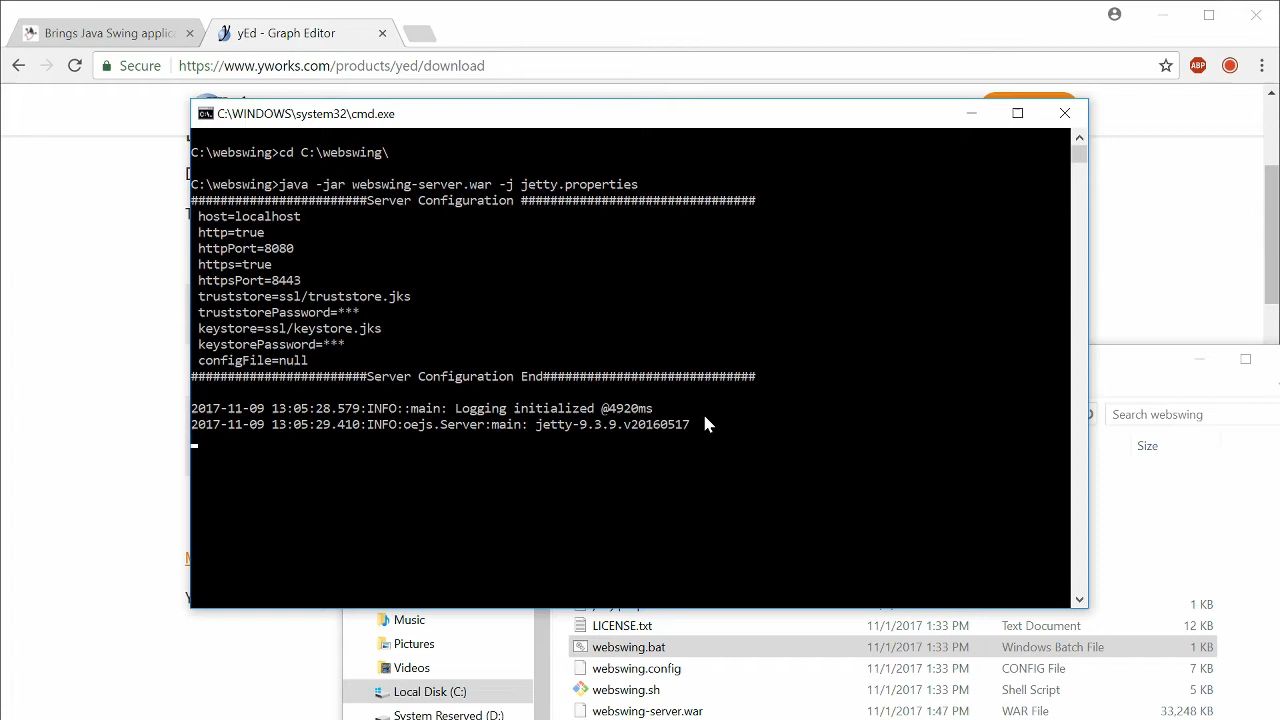 Brings Java Swing applic
yEd - Graph Editor
Secure
https://www.yworks.com/products/yed/download
ABP
C:\WINDOWS\system32\cmd.exe
C:\webswing>cd C:\webswing\
C:\webswing>java -jar webswing-server.war -j jetty.properties
########################Server Configuration ################################
host=localhost
http=true
httpPort=8080
https=true
httpsPort=8443
truststore=ssl/truststore.jks
truststorePassword=***
keystore=ssl/keystore.jks
keystorePassword=***
configFile=null
########################Server Configuration End#############################
2017-11-09 13:05:28.579:INFO::main: Logging initialized @4920ms
2017-11-09 13:05:29.410:INFO:oejs.Server:main: jetty-9.3.9.v20160517
Search webswing
Size
1 KB
Music
LICENSE.txt 11/1/2017 1:33 PM Text Document 12 KB
Pictures
webswing.bat 11/1/2017 1:33 PM Windows Batch File 1 KB
Videos
webswing.config 11/1/2017 1:33 PM CONFIG File 7 KB
Local Disk (C:)
webswing.sh 11/1/2017 1:33 PM Shell Script 5 KB
System Reserved (D:)
webswing-server.war 11/1/2017 1:47 PM WAR File 33,248 KB